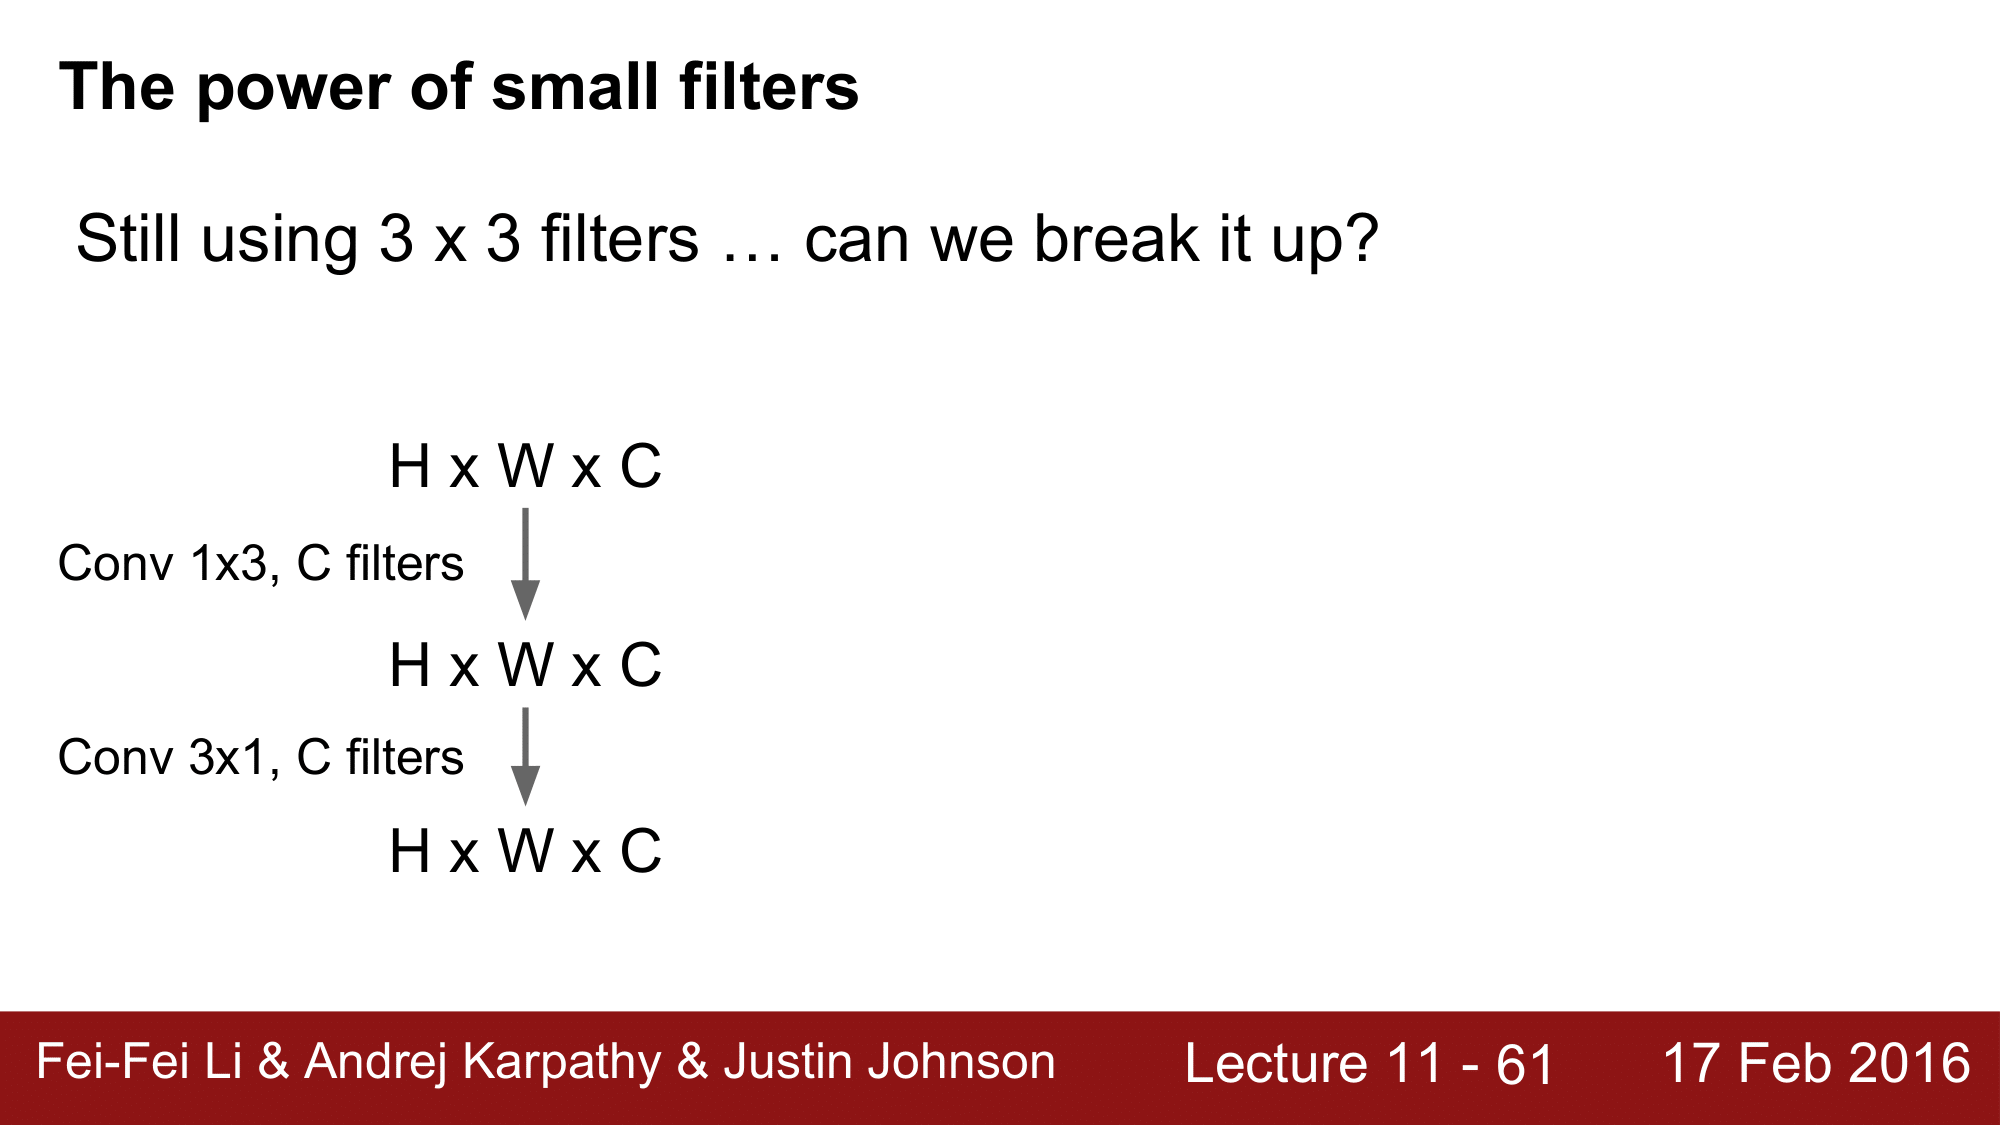 The power of small filters
Still using 3 x 3 filters … can we break it up?
H x W x C
Conv 1x3, C filters
H x W x C
Conv 3x1, C filters
H x W x C
Fei-Fei Li & Andrej Karpathy & Justin Johnson
Lecture 11 - 61
17 Feb 2016